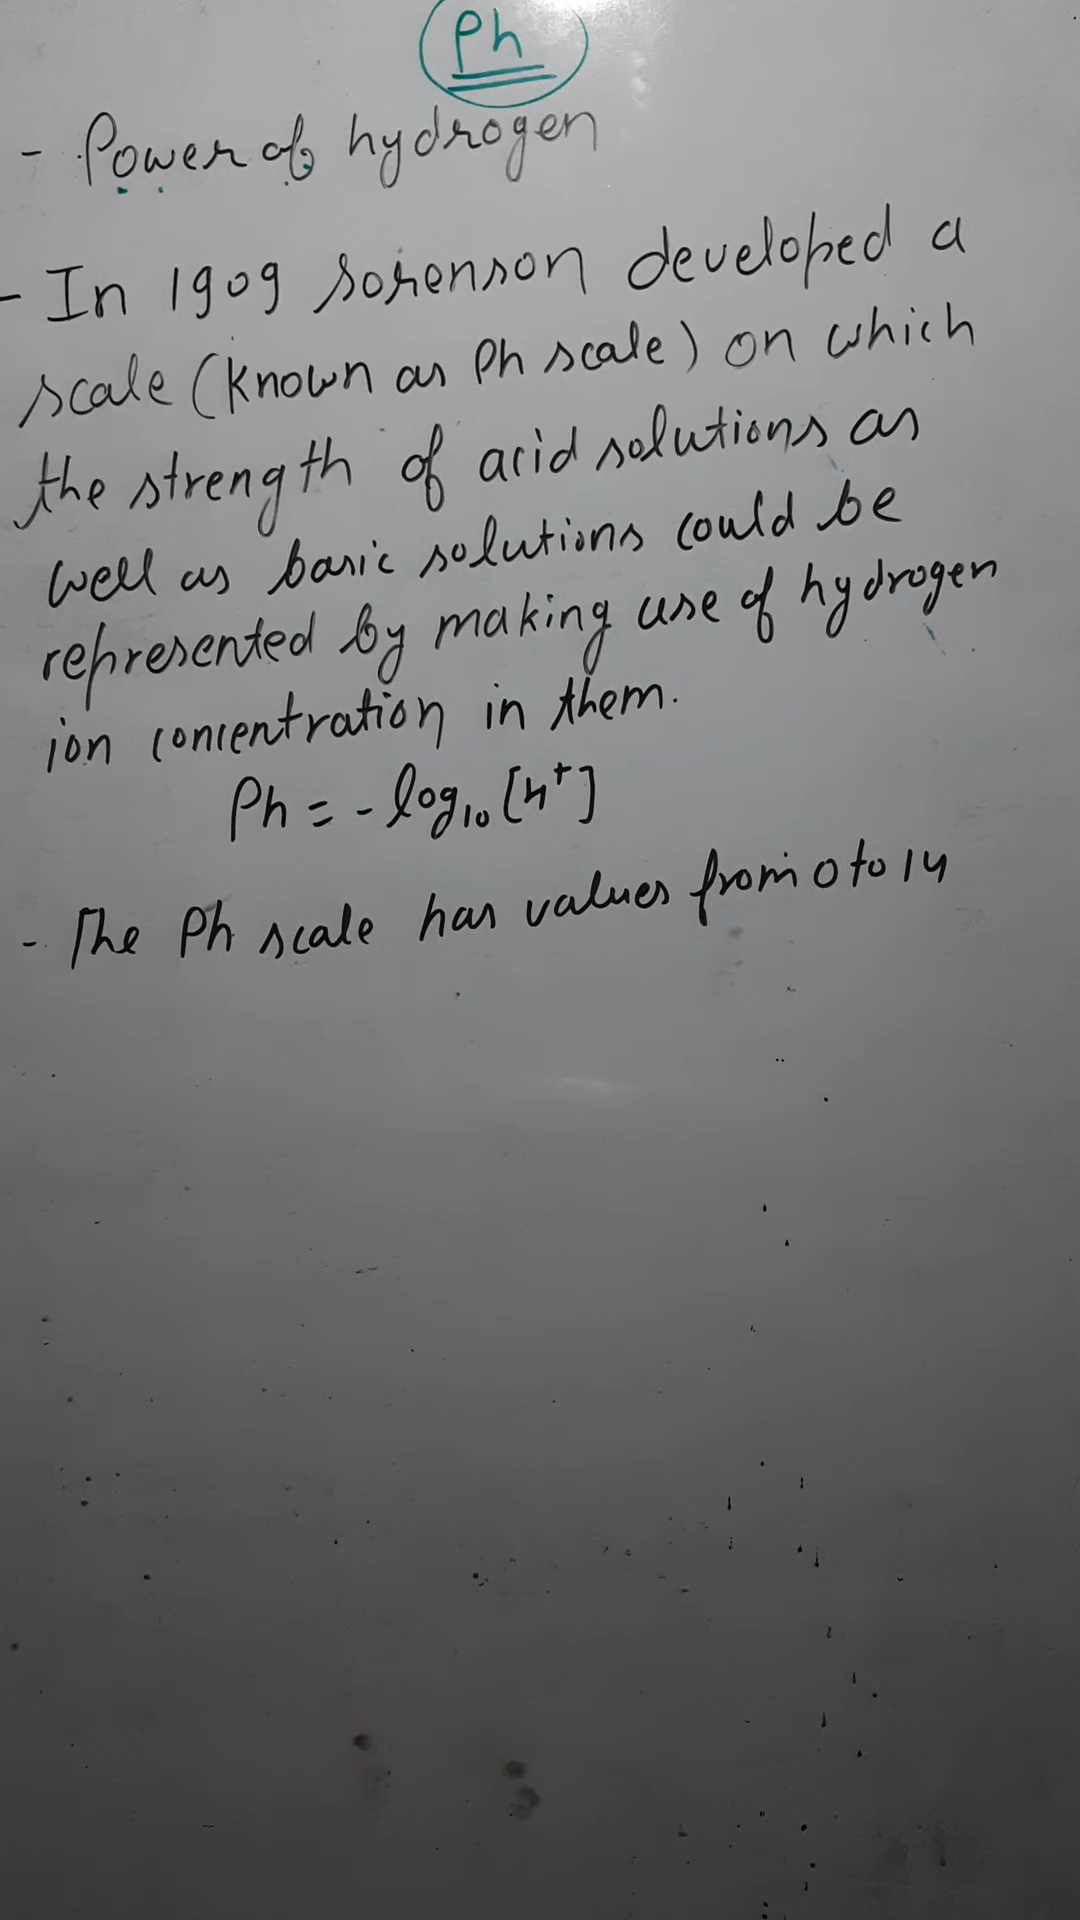 Ph
- Power of hydrogen
- In 1909 sorenson developed a
scale (known as Ph scale) on which
the strength of acid solutions as
well as basic solutions could be
represented by making use of hydrogen
ion concentration in them.
Ph = - log₁₀ [H⁺]
- The Ph scale has values from 0 to 14